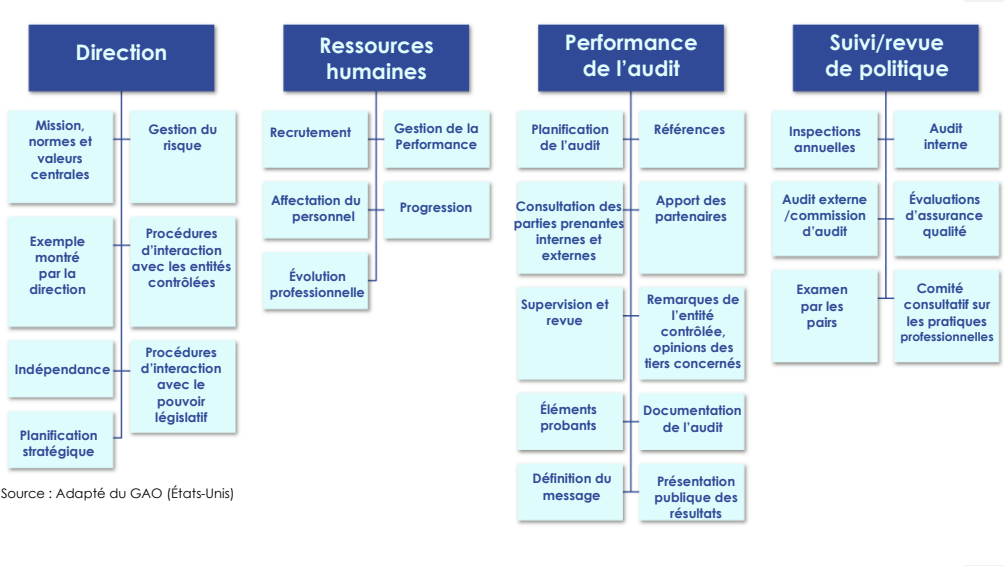 Direction
Mission,
normes et
valeurs
centrales
Gestion du
risque
Exemple
montré
par la
direction
Procédures
d'interaction
avec les entités
contrôlées
Indépendance
Procédures
d'interaction
avec le
pouvoir
législatif
Planification
stratégique
Source : Adapté du GAO (États-Unis)
Ressources
humaines
Recrutement
Gestion de la
Performance
Affectation du
personnel
Progression
Évolution
professionnelle
Performance
de l'audit
Planification
de l'audit
Références
Consultation des
parties prenantes
internes et
externes
Apport des
partenaires
Supervision et
revue
Remarques de
l'entité
contrôlée,
opinions des
tiers concernés
Éléments
probants
Documentation
de l'audit
Définition du
message
Présentation
publique des
résultats
Suivi/revue
de politique
Inspections
annuelles
Audit
interne
Audit externe
/commission
d'audit
Évaluations
d'assurance
qualité
Examen
par les
pairs
Comité
consultatif sur
les pratiques
professionnelles